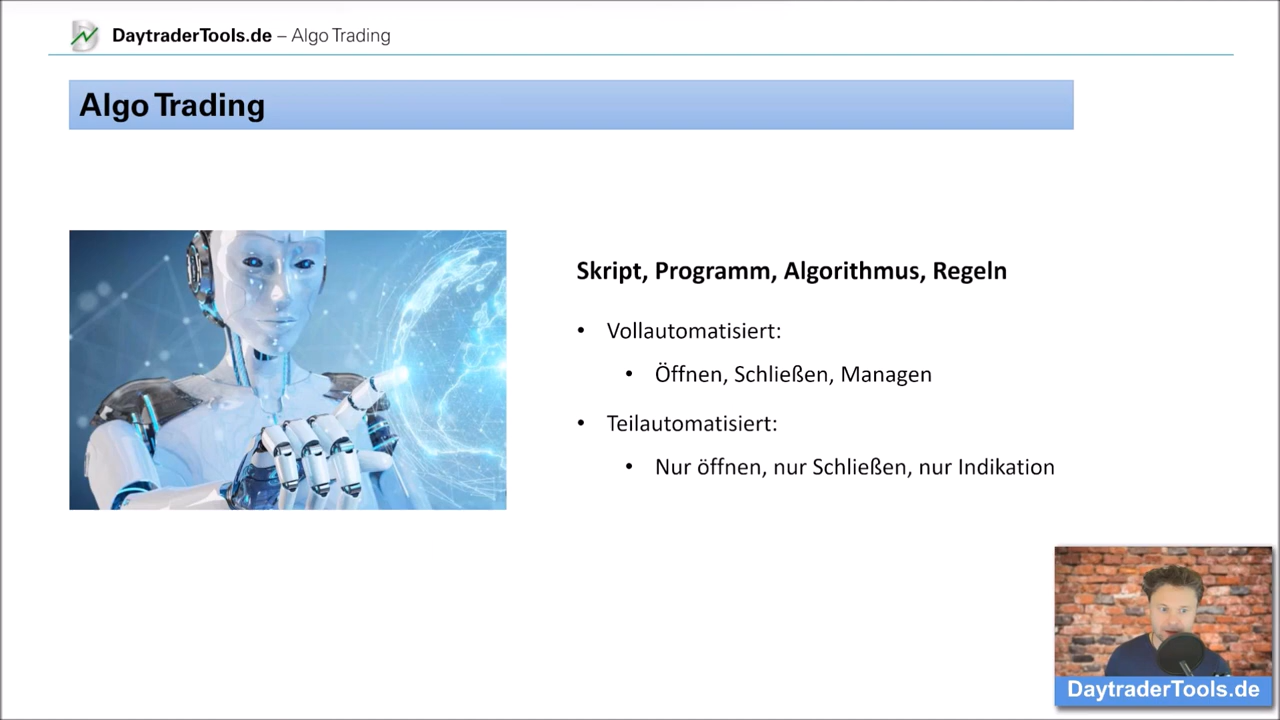 DaytraderTools.de – Algo Trading
Algo Trading
Skript, Programm, Algorithmus, Regeln
• Vollautomatisiert:
• Öffnen, Schließen, Managen
• Teilautomatisiert:
• Nur öffnen, nur Schließen, nur Indikation
DaytraderTools.de